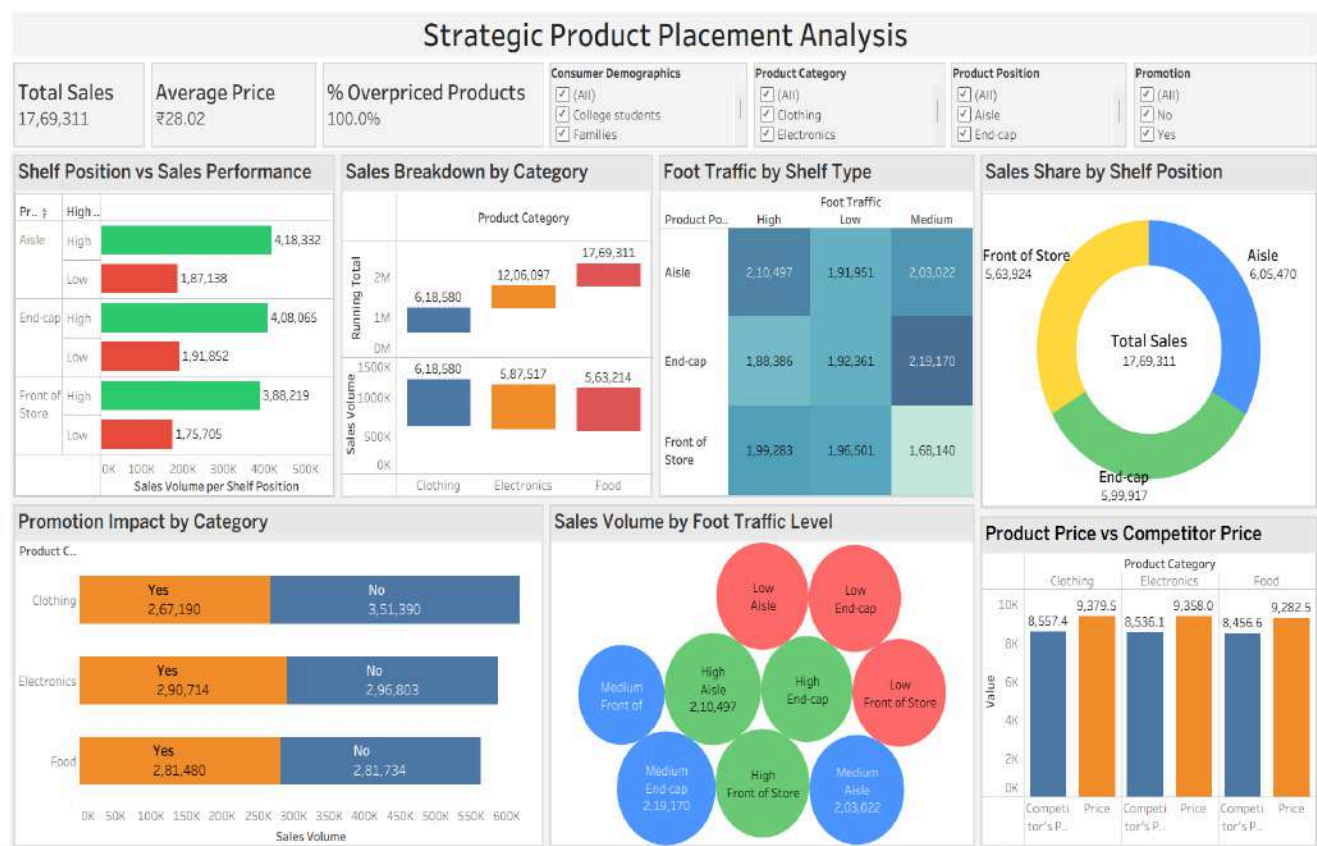 Strategic Product Placement Analysis
Total Sales
17,69,311
Average Price
₹28.02
% Overpriced Products
100.0%
Consumer Demographics
(All)
College students
Families
Product Category
(All)
Clothing
Electronics
Product Position
(All)
Aisle
End-cap
Promotion
(All)
No
Yes
Shelf Position vs Sales Performance
Pr.. High ..
Aisle High 4,18,332
Low 1,87,138
End-cap High 4,08,065
Low 1,91,852
Front of Store High 3,88,219
Low 1,75,705
0K 100K 200K 300K 400K 500K
Sales Volume per Shelf Position
Sales Breakdown by Category
Product Category
Running Total
2M
1M
0M
6,18,580
12,06,097
17,69,311
Sales Volume
1500K
1000K
500K
0K
6,18,580
5,87,517
5,63,214
Clothing Electronics Food
Foot Traffic by Shelf Type
Foot Traffic
Product Po.. High Low Medium
Aisle 2,10,497 1,91,951 2,03,022
End-cap 1,88,386 1,92,361 2,19,170
Front of
Store
1,99,283 1,96,501 1,68,140
Sales Share by Shelf Position
Front of Store
5,63,924
Aisle
6,05,470
Total Sales
17,69,311
End-cap
5,99,917
Promotion Impact by Category
Product C..
Clothing
Yes
2,67,190
No
3,51,390
Electronics
Yes
2,90,714
No
2,96,803
Food
Yes
2,81,480
No
2,81,734
0K 50K 100K 150K 200K 250K 300K 350K 400K 450K 500K 550K 600K
Sales Volume
Sales Volume by Foot Traffic Level
Low
Aisle
Low
End-cap
Medium
Front of
High
Aisle
2,10,497
High
End-cap
Low
Front of Store
Medium
End-cap
2,19,170
High
Front of Store
Medium
Aisle
2,03,022
Product Price vs Competitor Price
Product Category
Clothing Electronics Food
Value
10K
8K
6K
4K
2K
0K
8,557.4 9,379.5 8,536.1 9,358.0 8,456.6 9,282.5
Competi
tor's P..
Price
Competi
tor's P..
Price
Competi
tor's P..
Price